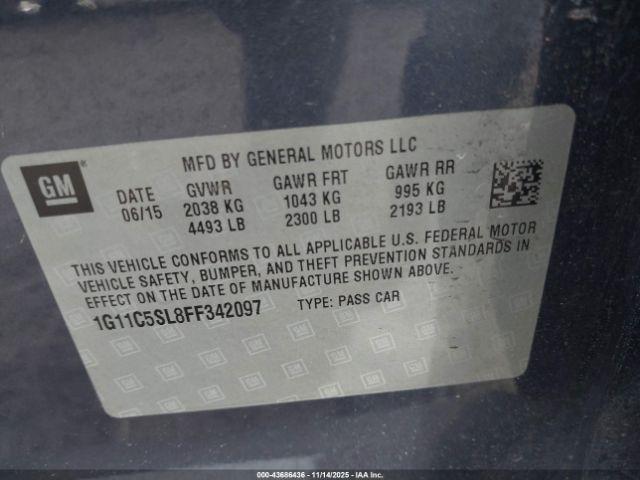 GM
MFD BY GENERAL MOTORS LLC
DATE GVWR GAWR FRT GAWR RR
06/15 2038 KG 1043 KG 995 KG
4493 LB 2300 LB 2193 LB
THIS VEHICLE CONFORMS TO ALL APPLICABLE U.S. FEDERAL MOTOR
VEHICLE SAFETY, BUMPER, AND THEFT PREVENTION STANDARDS IN
EFFECT ON THE DATE OF MANUFACTURE SHOWN ABOVE.
1G11C5SL8FF342097 TYPE: PASS CAR
000-43686436 - 11/14/2025 - IAA Inc.